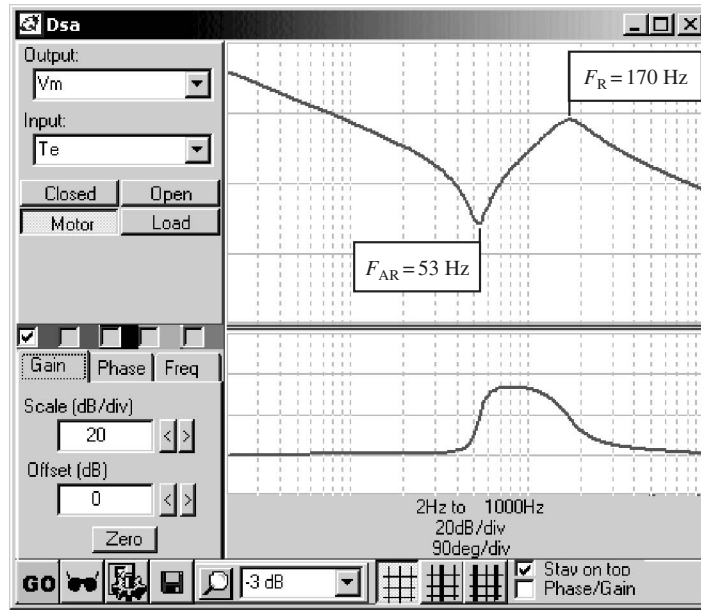 Dsa
Output:
Vm
Input:
Te
Closed Open
Motor Load
Gain Phase Freq
Scale (dB/div)
20 < >
Offset (dB)
0 < >
Zero
F_R = 170 Hz
F_AR = 53 Hz
2Hz to 1000Hz
20dB/div
90deg/div
GO
-3 dB
Stay on top
Phase/Gain